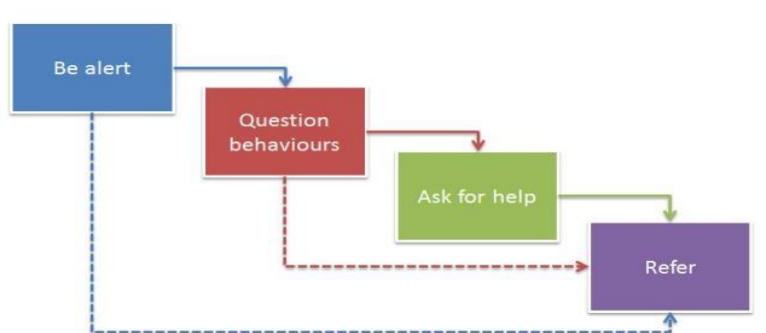 Be alert
Question
behaviours
Ask for help
Refer